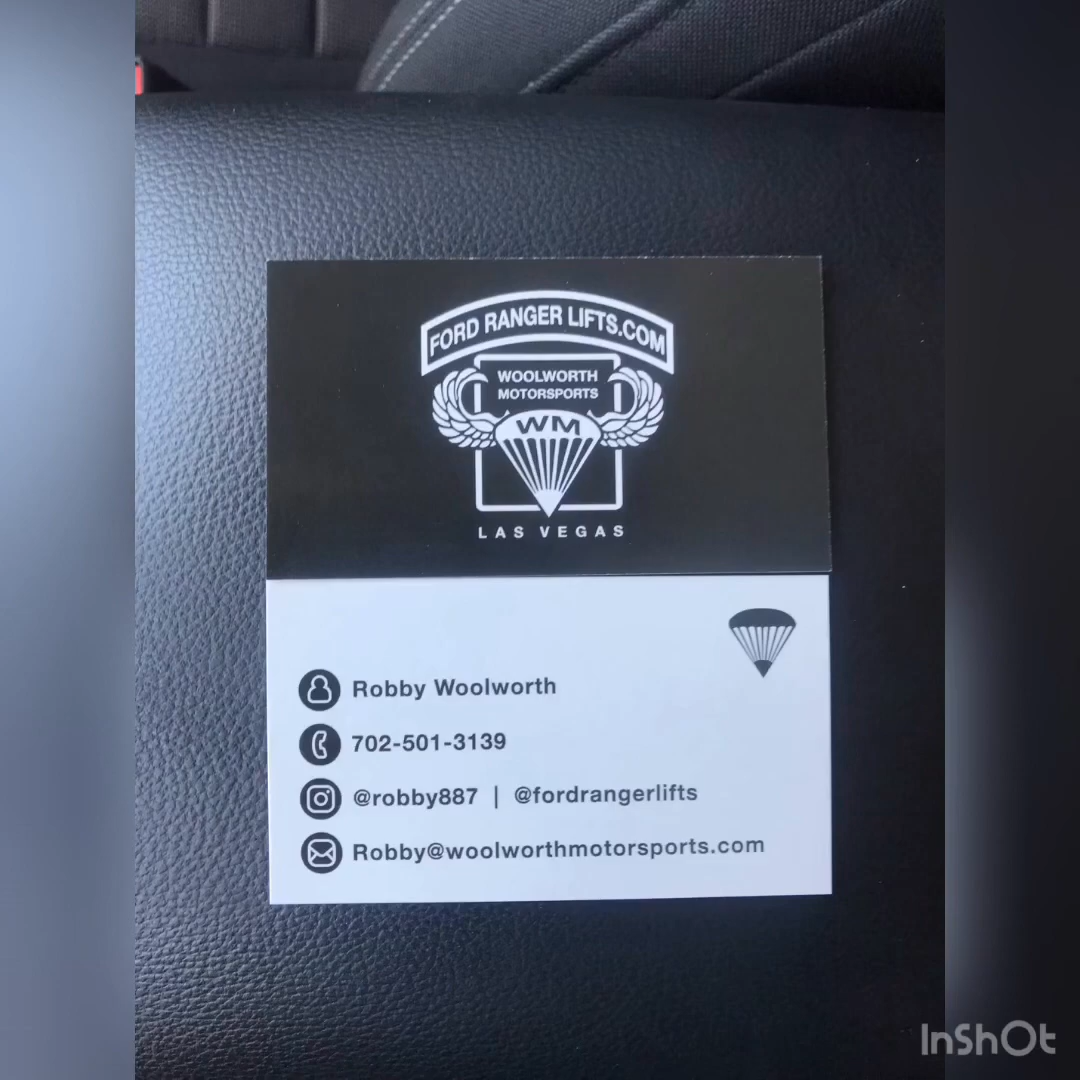 FORD RANGER LIFTS.COM
WOOLWORTH
MOTORSPORTS
WM
LAS VEGAS
Robby Woolworth
702-501-3139
@robby887 | @fordrangerlifts
Robby@woolworthmotorsports.com
InShOt